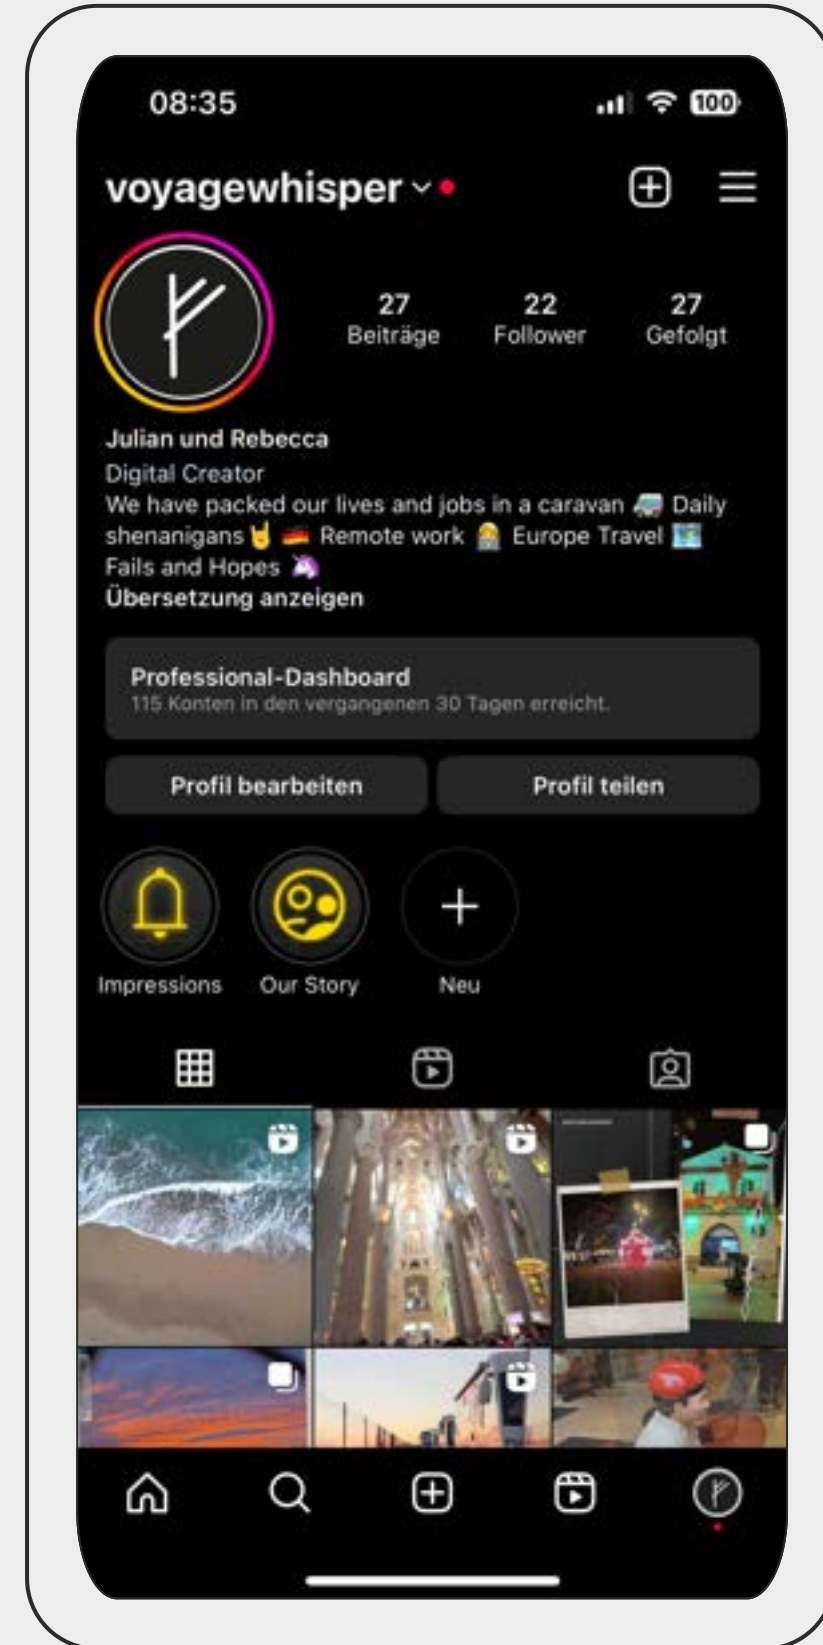 08:35
100
voyagewhisper
27 22 27
Beiträge Follower Gefolgt
Julian und Rebecca
Digital Creator
We have packed our lives and jobs in a caravan 🚐 Daily
shenanigans🤘 🇩🇪 Remote work 👩‍💻 Europe Travel 🗺️
Fails and Hopes 🦄
Übersetzung anzeigen
Professional-Dashboard
115 Konten in den vergangenen 30 Tagen erreicht.
Profil bearbeiten Profil teilen
Impressions Our Story Neu